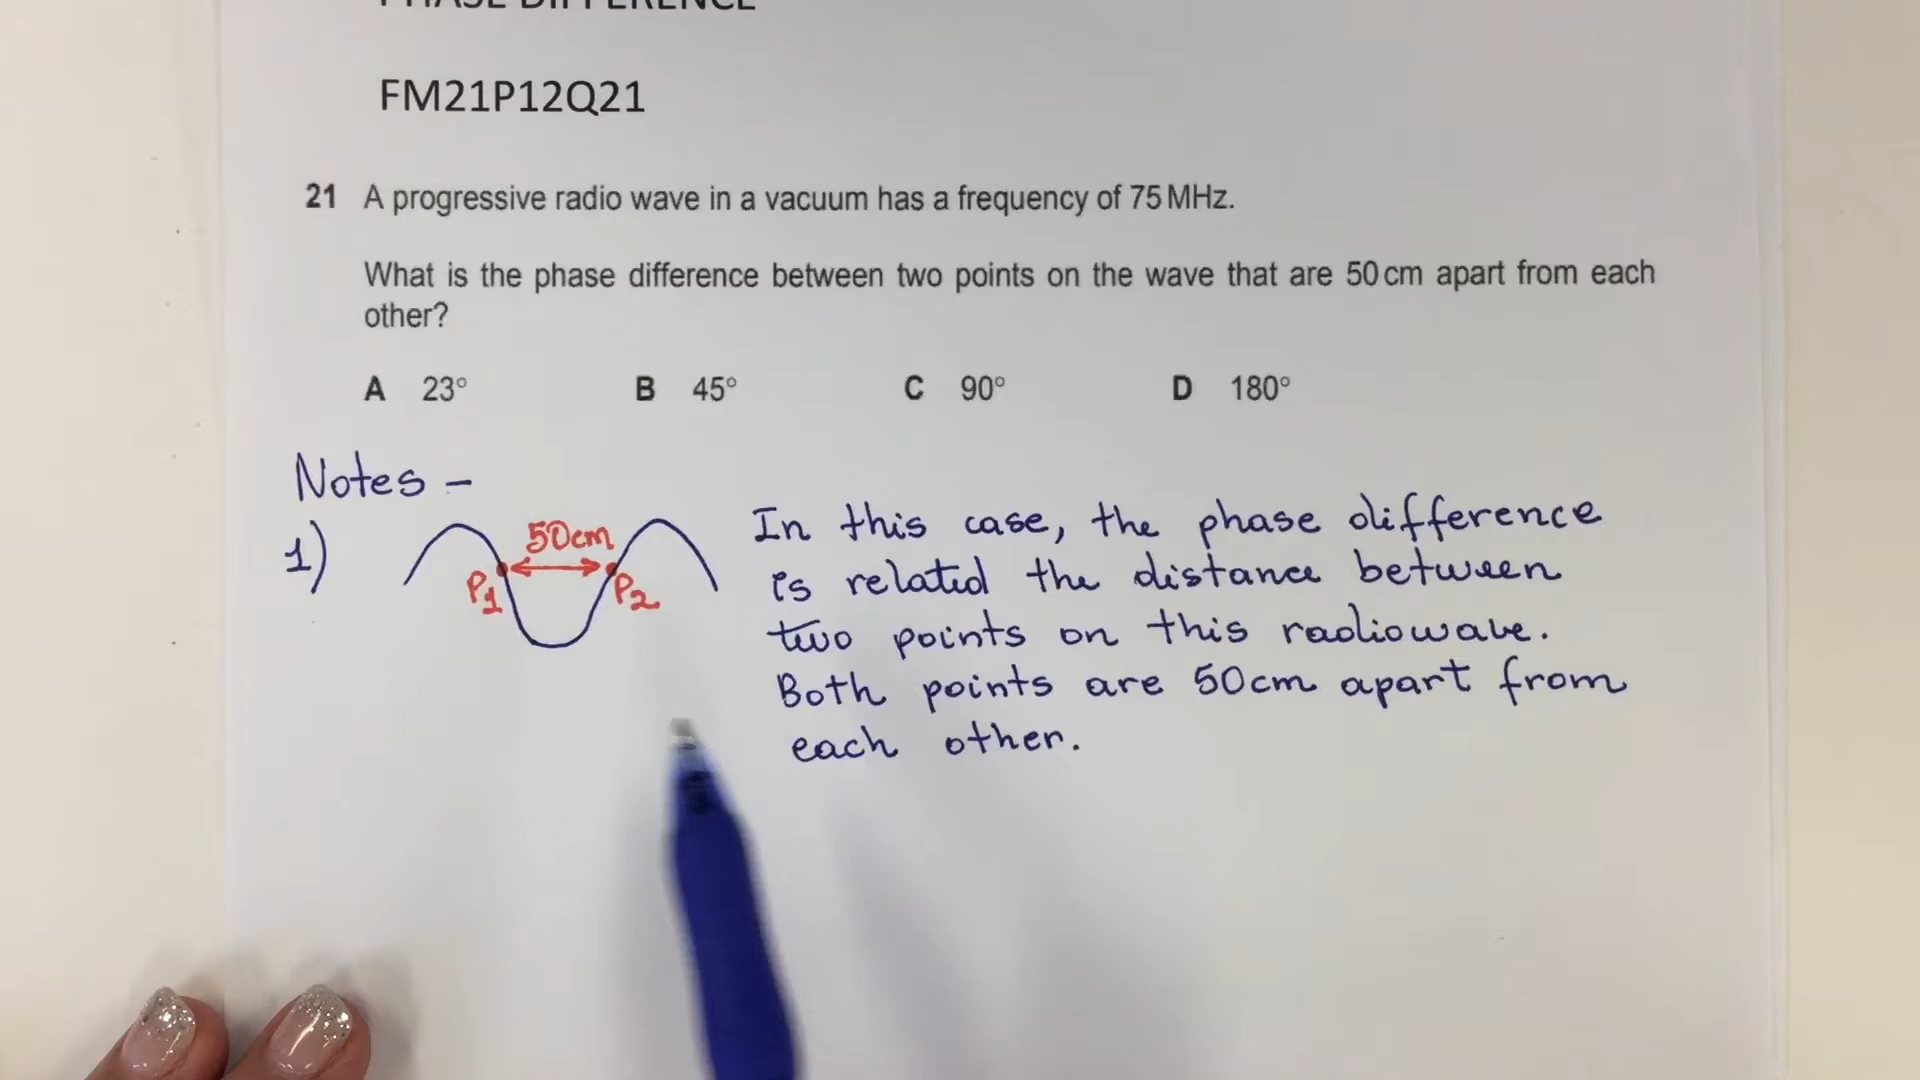 PHASE DIFFERENCE
FM21P12Q21
21 A progressive radio wave in a vacuum has a frequency of 75 MHz.
What is the phase difference between two points on the wave that are 50 cm apart from each
other?
A 23° B 45° C 90° D 180°
Notes -
1)
50cm
P1 P2
In this case, the phase difference
is related the distance between
two points on this radiowave.
Both points are 50cm apart from
each other.